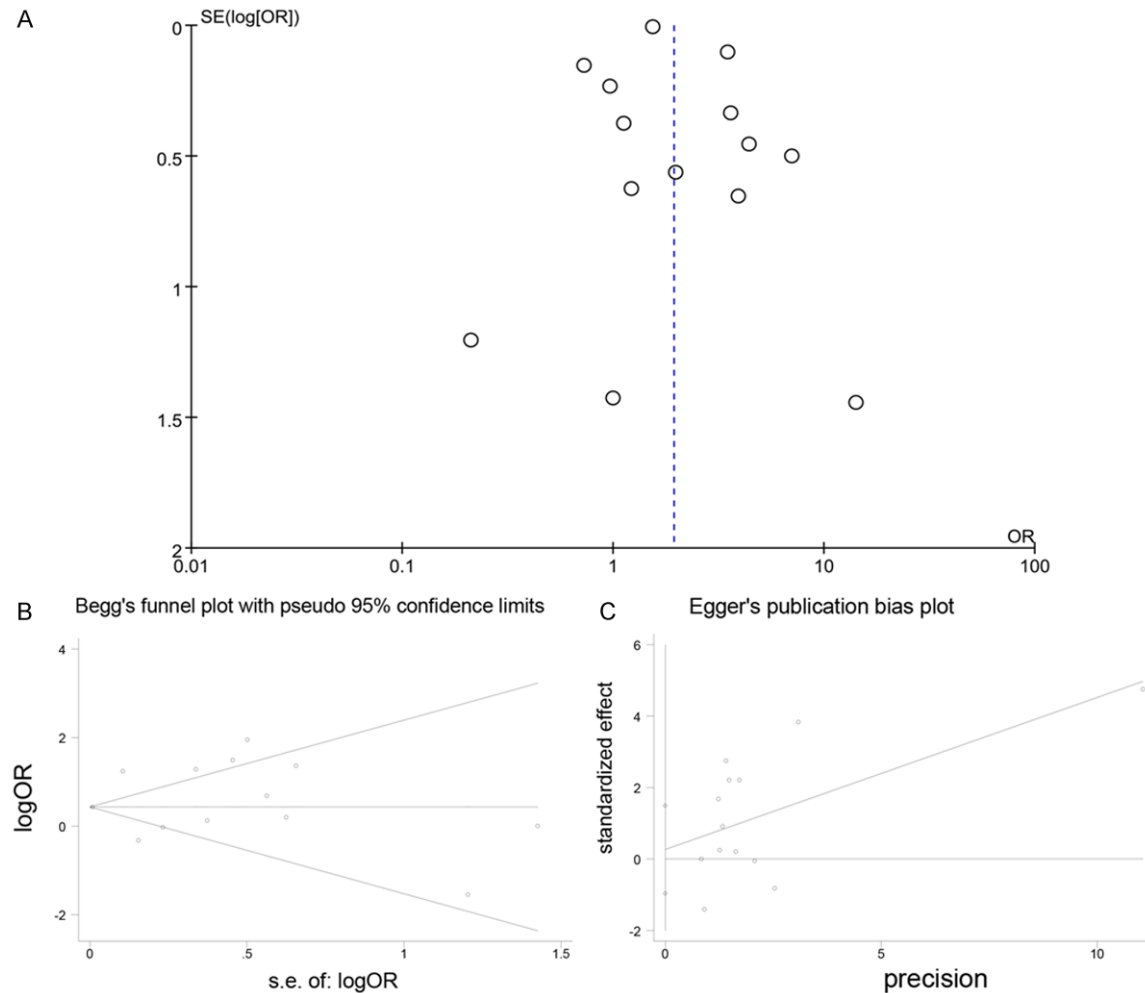 A
SE(log[OR])
0
0.5
1
1.5
2
0.01
0.1
1
10
100
OR
B
Begg's funnel plot with pseudo 95% confidence limits
4
2
0
-2
logOR
0
.5
1
1.5
s.e. of: logOR
C
Egger's publication bias plot
6
4
2
0
-2
standardized effect
0
5
10
precision